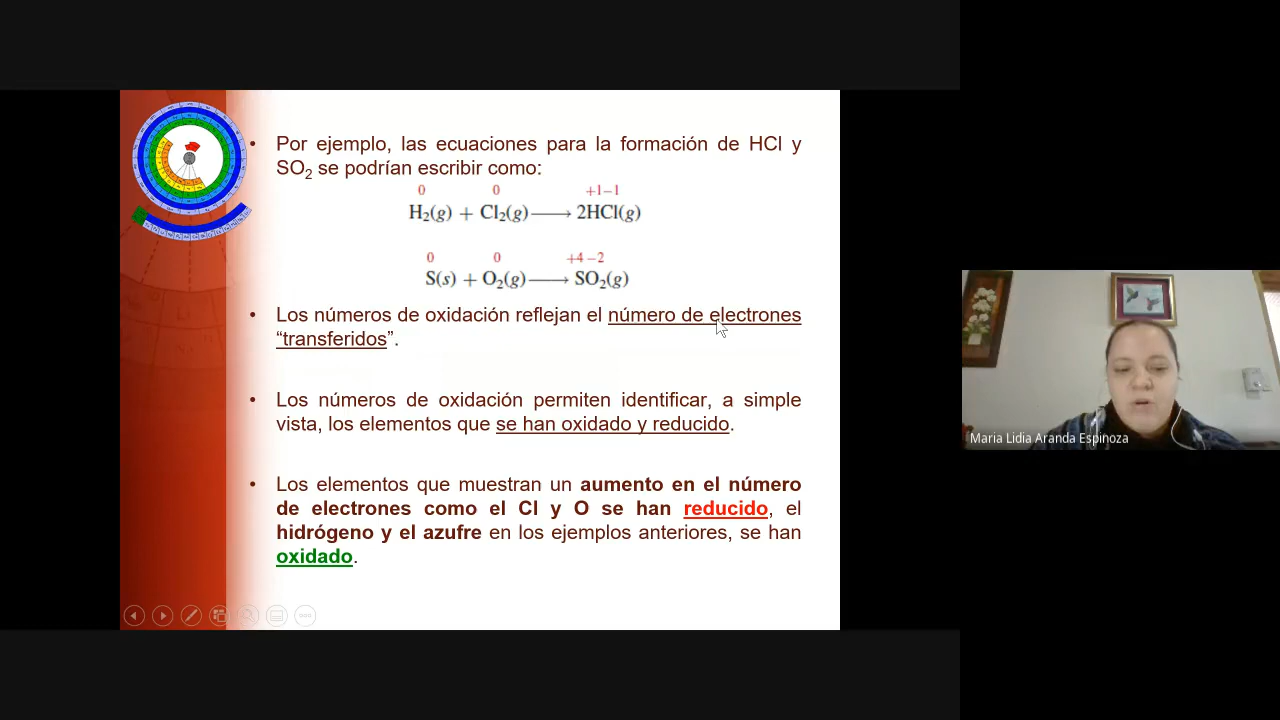 • Por ejemplo, las ecuaciones para la formación de HCl y
SO₂ se podrían escribir como:
0 0 +1−1
H₂(g) + Cl₂(g) ⟶ 2HCl(g)
0 0 +4−2
S(s) + O₂(g) ⟶ SO₂(g)
• Los números de oxidación reflejan el número de electrones
“transferidos”.
• Los números de oxidación permiten identificar, a simple
vista, los elementos que se han oxidado y reducido.
• Los elementos que muestran un aumento en el número
de electrones como el Cl y O se han reducido, el
hidrógeno y el azufre en los ejemplos anteriores, se han
oxidado.
Maria Lidia Aranda Espinoza